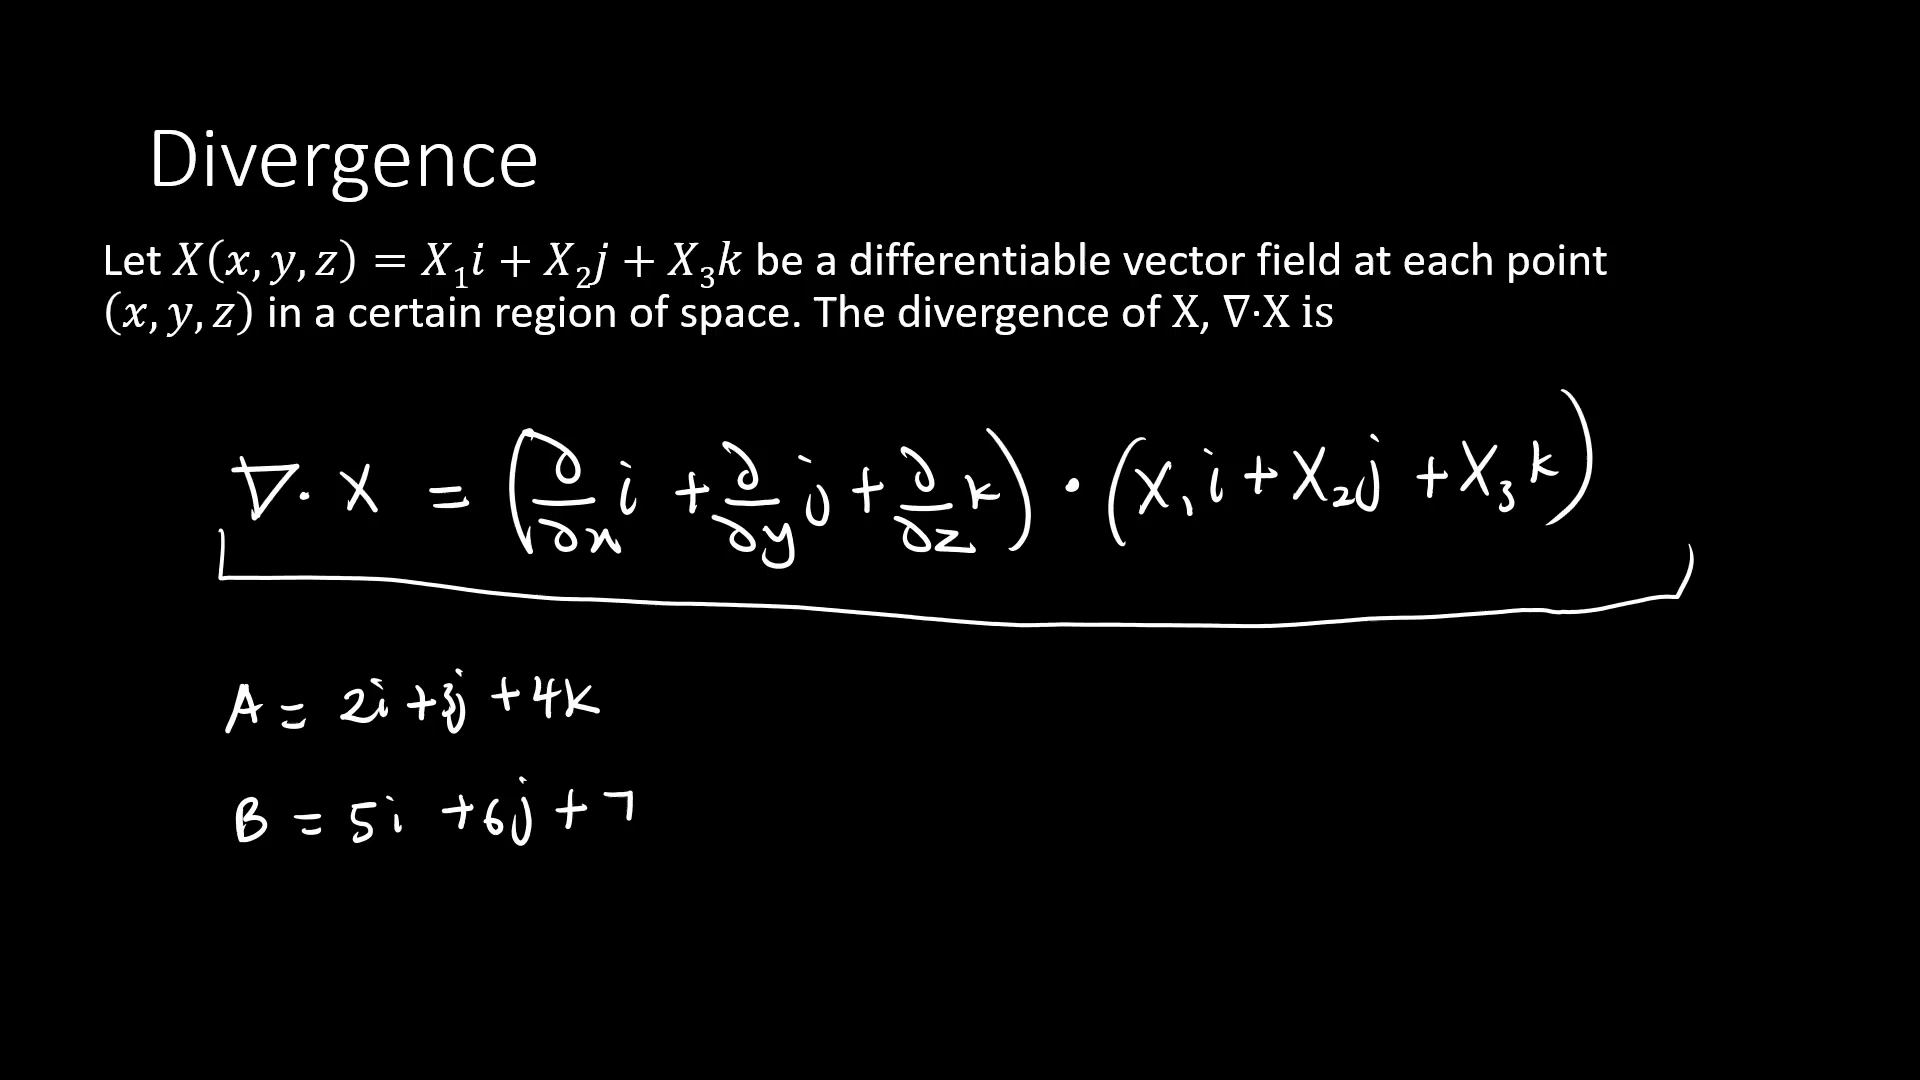 Divergence
Let X(x, y, z) = X₁i + X₂j + X₃k be a differentiable vector field at each point
(x, y, z) in a certain region of space. The divergence of X, ∇·X is
∇· X = (∂/∂x i + ∂/∂y j + ∂/∂z k) · (X₁i + X₂j + X₃k)
A = 2i + 3j + 4k
B = 5i + 6j + 7